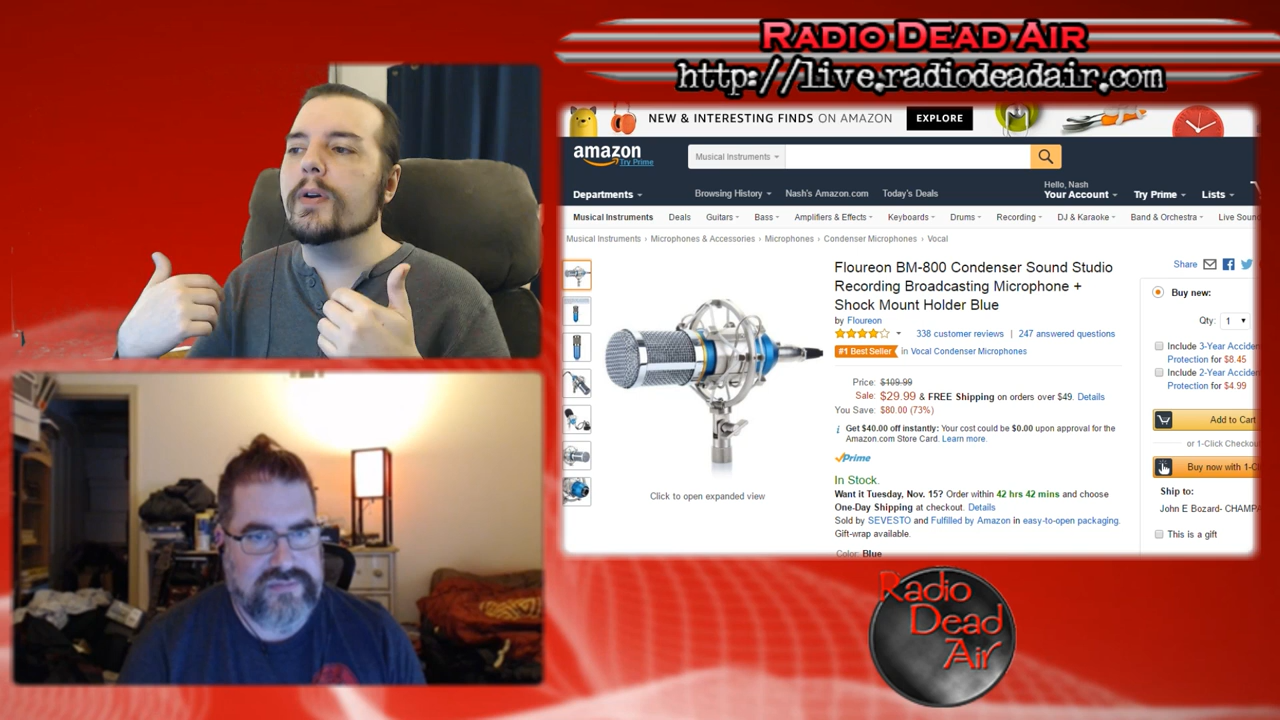 Radio Dead Air
http://live.radiodeadair.com
NEW & INTERESTING FINDS ON AMAZON
EXPLORE
amazon
Try Prime
Musical Instruments
Departments
Browsing History
Nash's Amazon.com
Today's Deals
Hello, Nash
Your Account
Try Prime
Lists
Musical Instruments Deals Guitars Bass Amplifiers & Effects Keyboards Drums Recording DJ & Karaoke Band & Orchestra Live Soun
Musical Instruments › Microphones & Accessories › Microphones › Condenser Microphones › Vocal
Floureon BM-800 Condenser Sound Studio
Recording Broadcasting Microphone +
Shock Mount Holder Blue
by Floureon
338 customer reviews | 247 answered questions
#1 Best Seller in Vocal Condenser Microphones
Price: $109.99
Sale: $29.99 & FREE Shipping on orders over $49. Details
You Save: $80.00 (73%)
i Get $40.00 off instantly: Your cost could be $0.00 upon approval for the
Amazon.com Store Card. Learn more.
Prime
In Stock.
Want it Tuesday, Nov. 15? Order within 42 hrs 42 mins and choose
One-Day Shipping at checkout. Details
Sold by SEVESTO and Fulfilled by Amazon in easy-to-open packaging.
Gift-wrap available.
Color: Blue
Click to open expanded view
Share
Buy new:
Qty: 1
Include 3-Year Acciden
Protection for $8.45
Include 2-Year Acciden
Protection for $4.99
Add to Cart
or 1-Click Checkou
Buy now with 1-C
Ship to:
John E Bozard- CHAMPA
This is a gift
Radio
Dead
Air